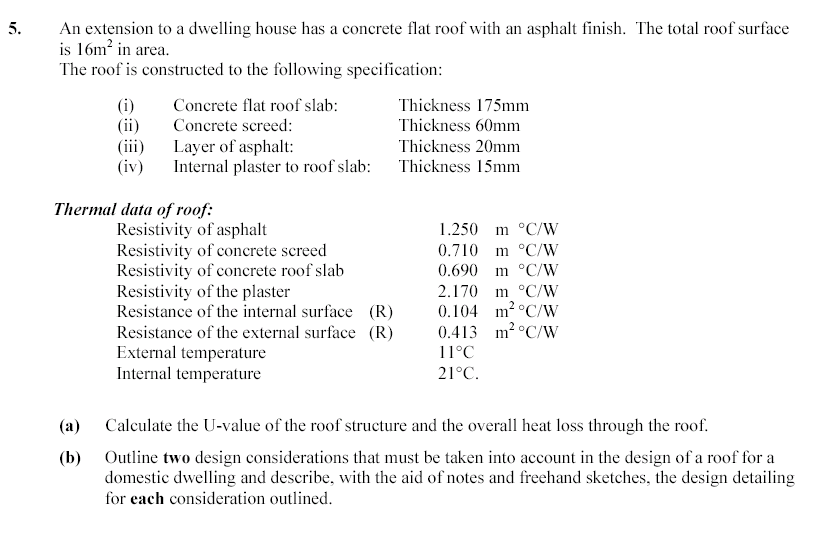 5. An extension to a dwelling house has a concrete flat roof with an asphalt finish. The total roof surface
is 16m² in area.
The roof is constructed to the following specification:
(i) Concrete flat roof slab: Thickness 175mm
(ii) Concrete screed: Thickness 60mm
(iii) Layer of asphalt: Thickness 20mm
(iv) Internal plaster to roof slab: Thickness 15mm
Thermal data of roof:
Resistivity of asphalt 1.250 m °C/W
Resistivity of concrete screed 0.710 m °C/W
Resistivity of concrete roof slab 0.690 m °C/W
Resistivity of the plaster 2.170 m °C/W
Resistance of the internal surface (R) 0.104 m² °C/W
Resistance of the external surface (R) 0.413 m² °C/W
External temperature 11°C
Internal temperature 21°C.
(a) Calculate the U-value of the roof structure and the overall heat loss through the roof.
(b) Outline two design considerations that must be taken into account in the design of a roof for a
domestic dwelling and describe, with the aid of notes and freehand sketches, the design detailing
for each consideration outlined.